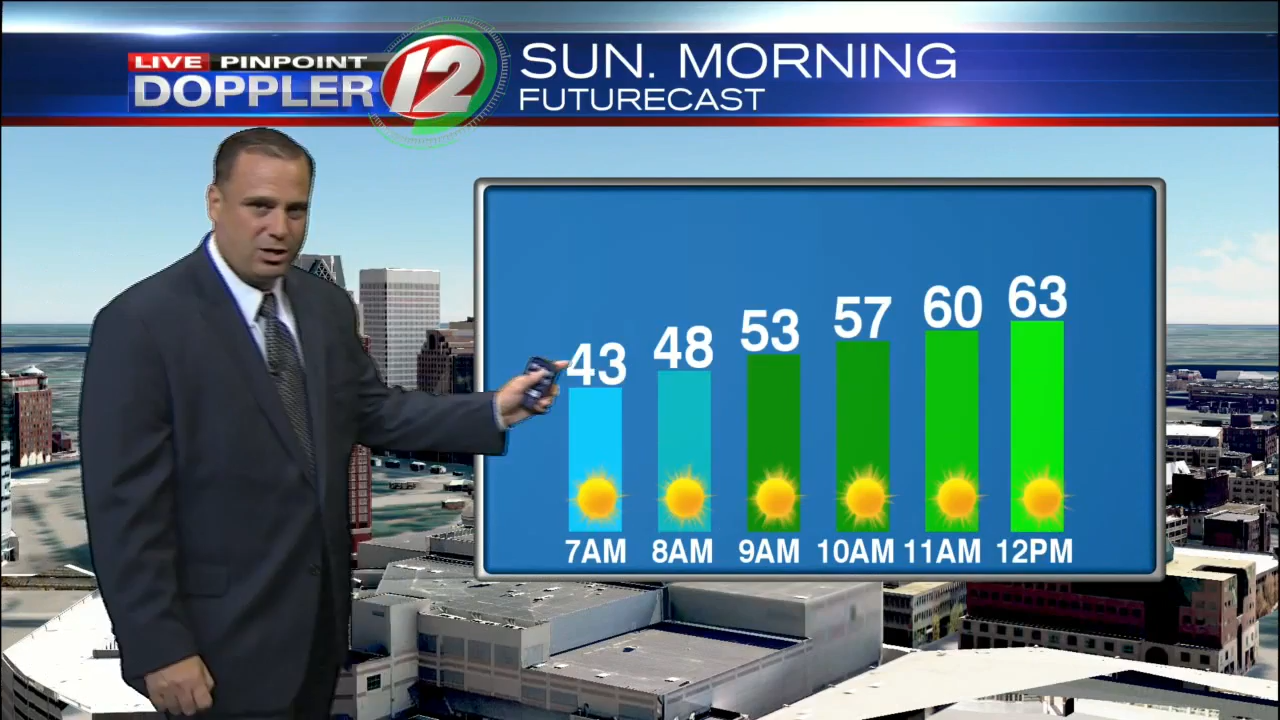 LIVE PINPOINT
DOPPLER 12
SUN. MORNING
FUTURECAST
43 48 53 57 60 63
7AM 8AM 9AM 10AM 11AM 12PM